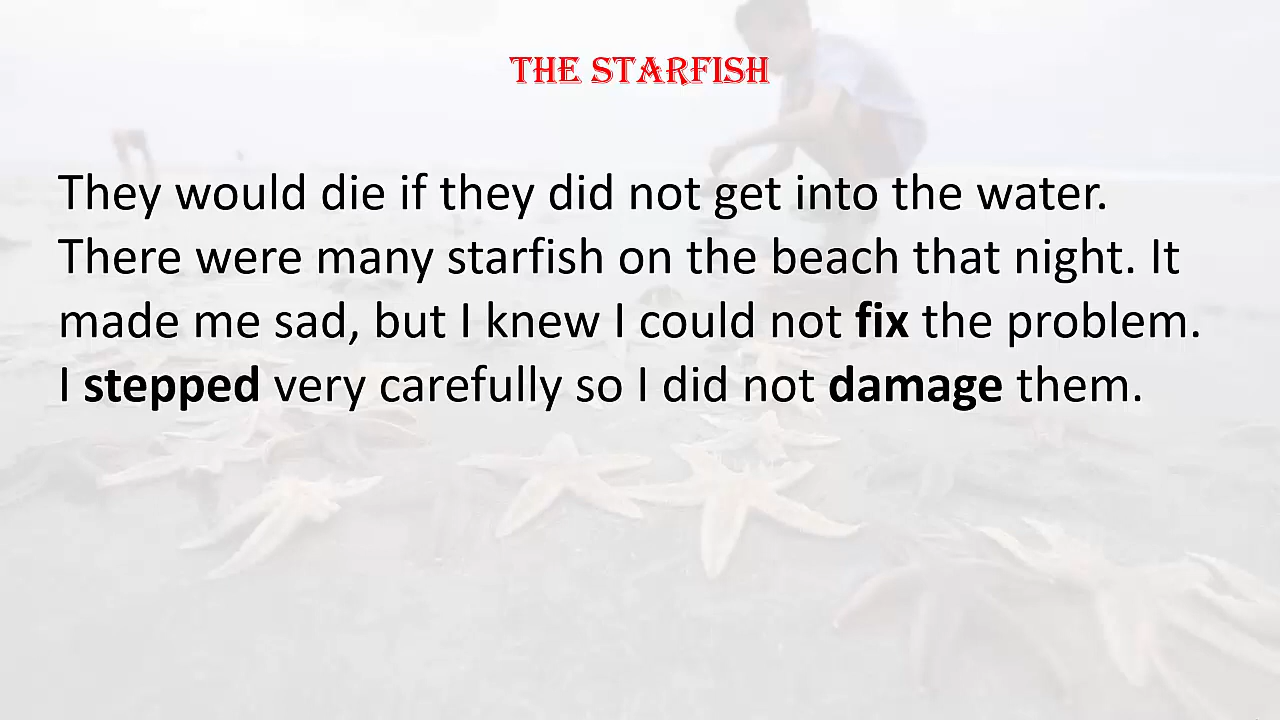 THE STARFISH
They would die if they did not get into the water.
There were many starfish on the beach that night. It
made me sad, but I knew I could not fix the problem.
I stepped very carefully so I did not damage them.